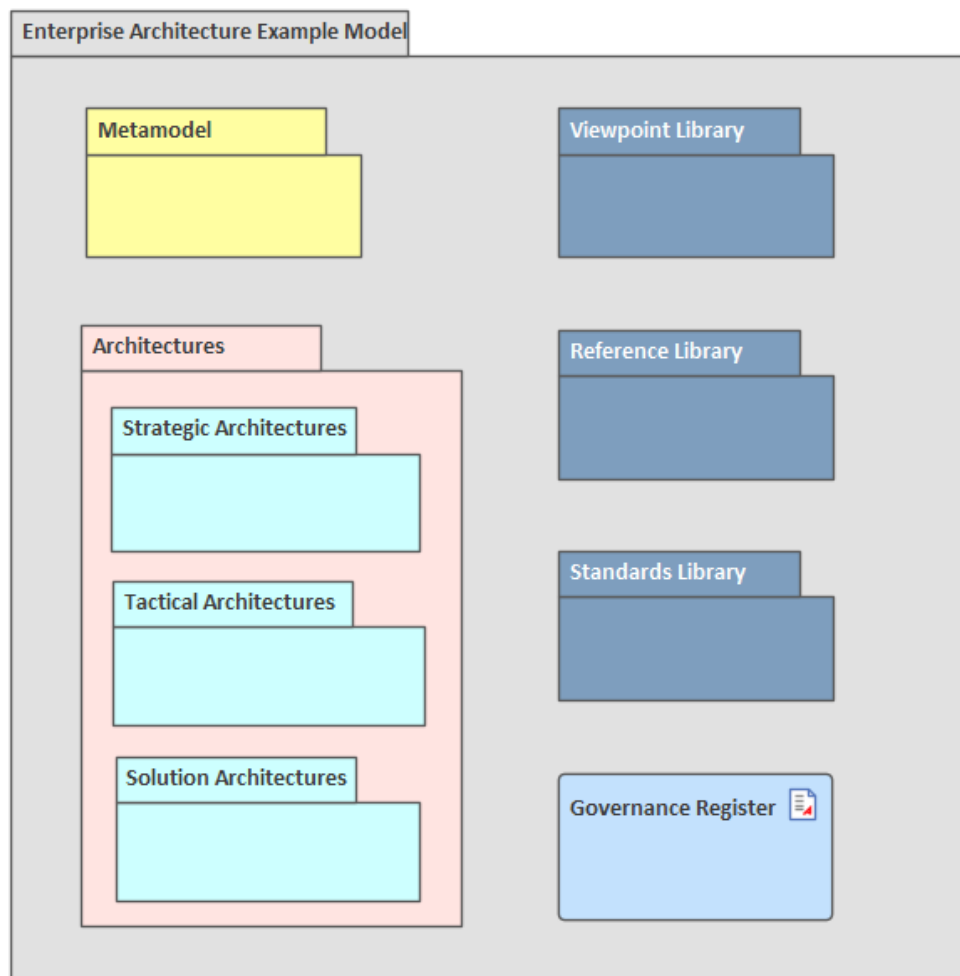 Enterprise Architecture Example Model
Metamodel
Viewpoint Library
Architectures
Reference Library
Strategic Architectures
Standards Library
Tactical Architectures
Solution Architectures
Governance Register